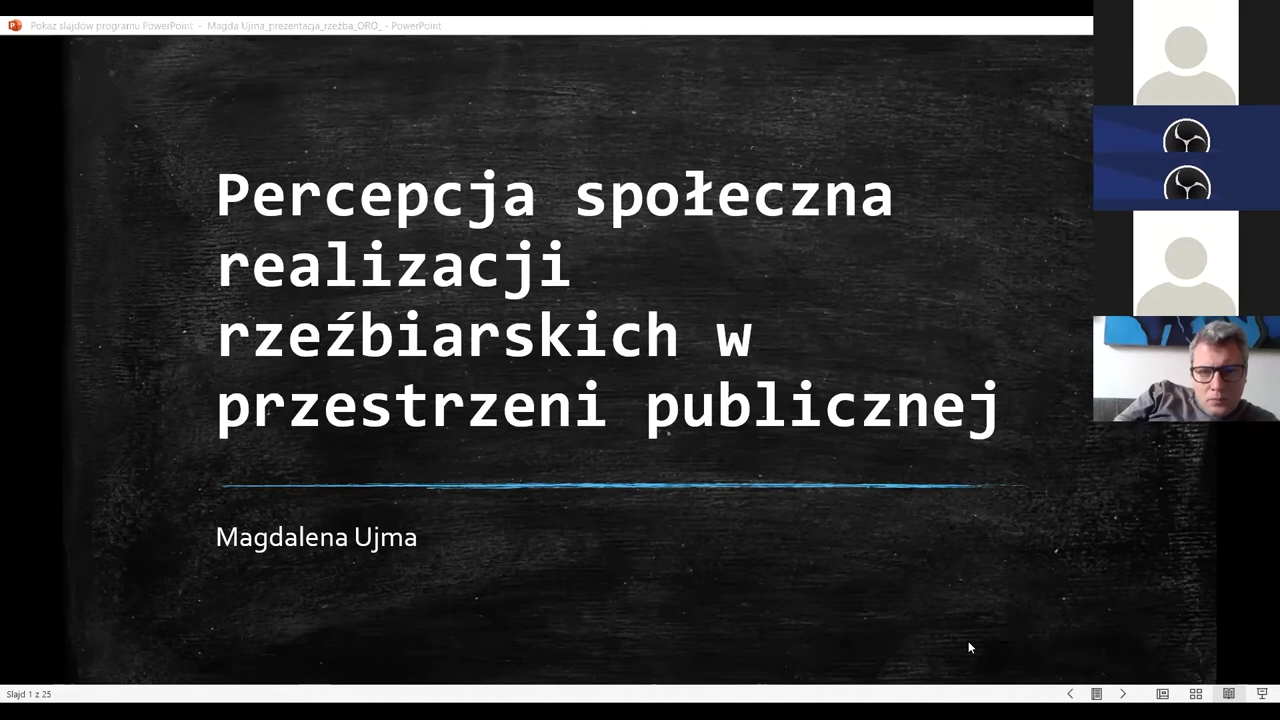 Pokaz slajdów programu PowerPoint - Magda Ujma_prezentacja_rzeźba_ORO_ - PowerPoint
Percepcja społeczna
realizacji
rzeźbiarskich w
przestrzeni publicznej
Magdalena Ujma
Slajd 1 z 25